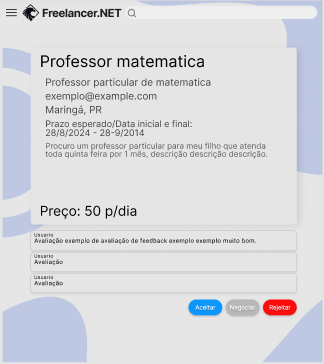 Freelancer.NET
Professor matematica
Professor particular de matematica
exemplo@example.com
Maringá, PR
Prazo esperado/Data inicial e final:
28/8/2024 - 28-9/2014
Procuro um professor particular para meu filho que atenda
toda quinta feira por 1 mês, descrição descrição descrição.
Preço: 50 p/dia
Usuario
Avaliação exemplo de avaliação de feedback exemplo exemplo muito bom.
Usuario
Avaliação
Usuario
Avaliação
Aceitar Negociar Rejeitar